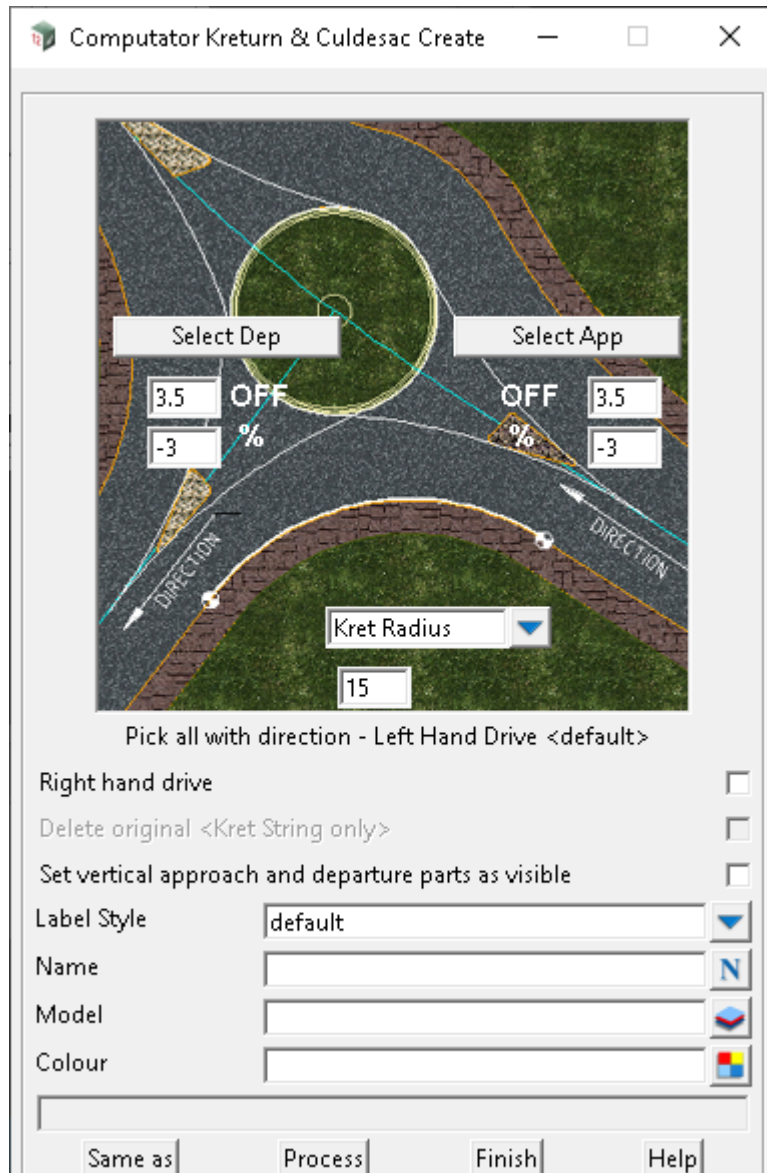 12 Computator Kreturn & Culdesac Create
Select Dep Select App
3.5 OFF OFF 3.5
-3 % % -3
DIRECTION DIRECTION
Kret Radius
15
Pick all with direction - Left Hand Drive <default>
Right hand drive
Delete original <Kret String only>
Set vertical approach and departure parts as visible
Label Style default
Name N
Model
Colour
Same as Process Finish Help